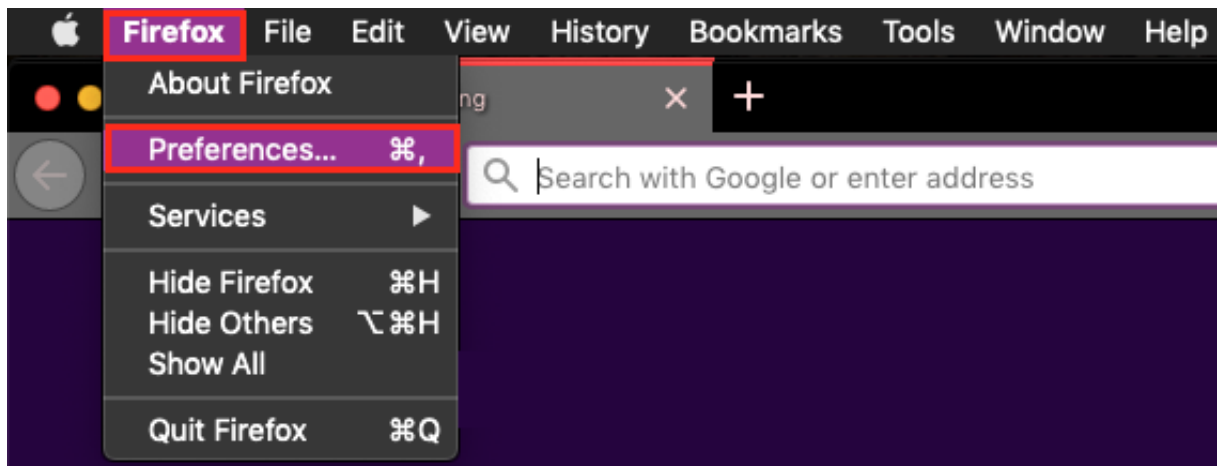 Firefox File Edit View History Bookmarks Tools Window Help
About Firefox
ng
Preferences... ⌘,
Search with Google or enter address
Services
Hide Firefox ⌘H
Hide Others ⌥⌘H
Show All
Quit Firefox ⌘Q